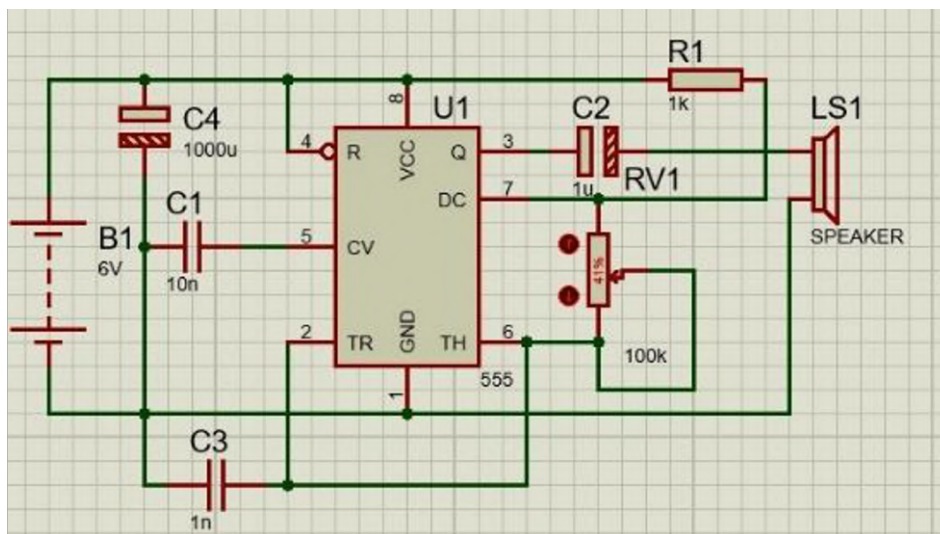 R1
1k
C4
1000u
8
U1
C2
LS1
4
R
VCC
Q
3
1u
RV1
DC
7
C1
10n
B1
6V
5
CV
SPEAKER
41%
2
TR
GND
TH
6
100k
555
1
C3
1n